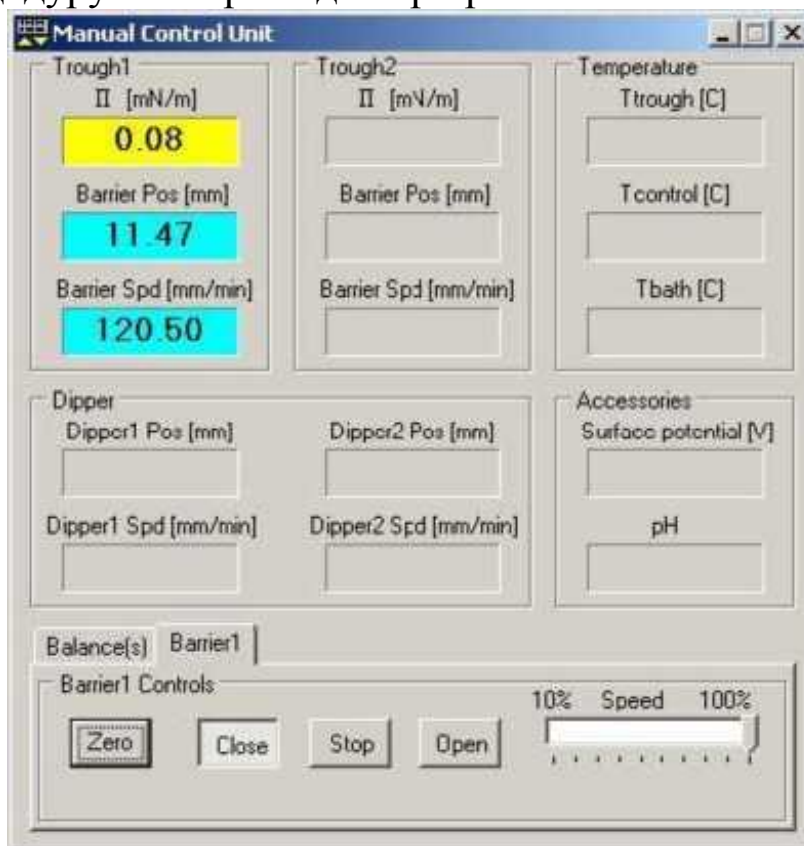 Manual Control Unit
Trough1
Π [mN/m]
0.08
Barrier Pos [mm]
11.47
Barrier Spd [mm/min]
120.50
Trough2
Π [mN/m]
Barrier Pos [mm]
Barrier Spd [mm/min]
Temperature
Ttrough [C]
Tcontrol [C]
Tbath [C]
Dipper
Dipper1 Pos [mm]
Dipper2 Pos [mm]
Dipper1 Spd [mm/min]
Dipper2 Spd [mm/min]
Accessories
Surface potential [V]
pH
Balance(s) Barrier1
Barrier1 Controls
10% Speed 100%
Zero Close Stop Open